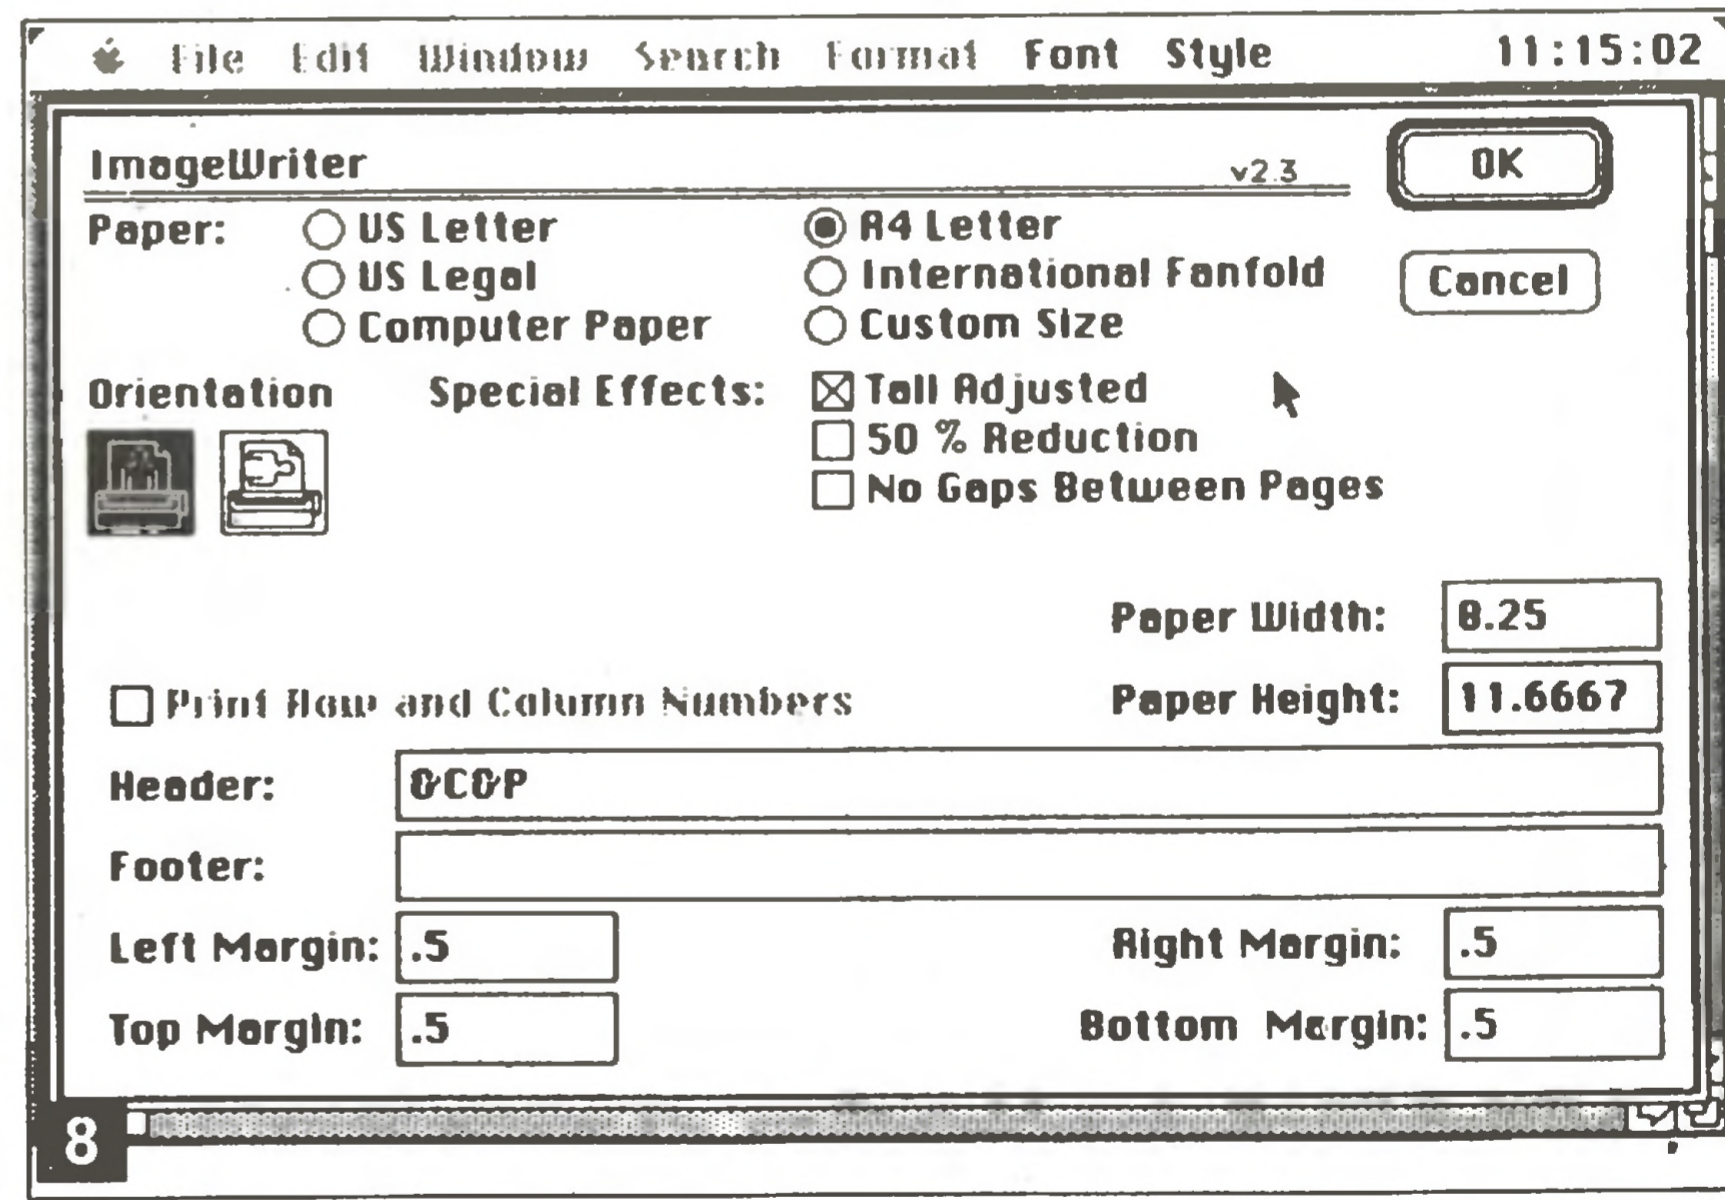 File Edit Window Search Format Font Style 11:15:02
ImageWriter v2.3 OK
Paper: US Letter A4 Letter
US Legal International Fanfold Cancel
Computer Paper Custom Size
Orientation Special Effects: Tall Adjusted
50 % Reduction
No Gaps Between Pages
Paper Width: 8.25
Print Row and Column Numbers Paper Height: 11.6667
Header: &C&P
Footer:
Left Margin: .5 Right Margin: .5
Top Margin: .5 Bottom Margin: .5
8